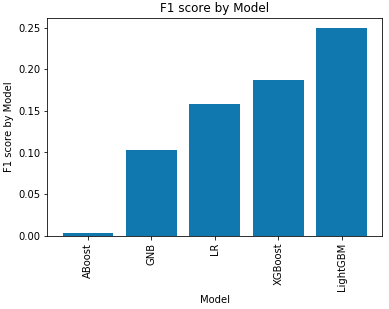 F1 score by Model
F1 score by Model
0.25
0.20
0.15
0.10
0.05
0.00
ABoost
GNB
LR
XGBoost
LightGBM
Model